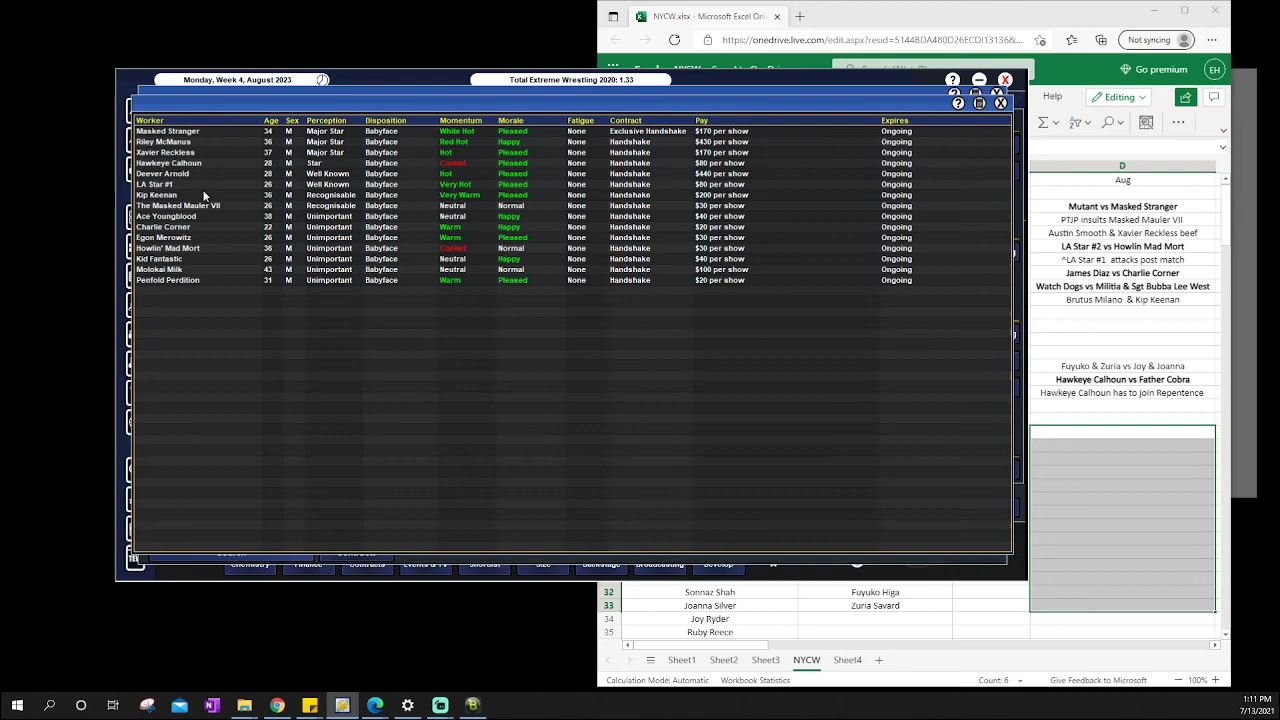 NYCW.xlsx - Microsoft Excel Onl
https://onedrive.live.com/edit.aspx?resid=5144BDA480D26ECD!13136&...
Not syncing
Go premium
EH
Help
Editing
Monday, Week 4, August 2023
Total Extreme Wrestling 2020: 1.33
Worker Age Sex Perception Disposition Momentum Morale Fatigue Contract Pay Expires
Masked Stranger 34 M Major Star Babyface White Hot Pleased None Exclusive Handshake $170 per show Ongoing
Riley McManus 36 M Major Star Babyface Red Hot Happy None Handshake $430 per show Ongoing
Xavier Reckless 37 M Major Star Babyface Hot Pleased None Handshake $170 per show Ongoing
Hawkeye Calhoun 28 M Star Babyface Cooled Pleased None Handshake $80 per show Ongoing
Deever Arnold 28 M Well Known Babyface Hot Pleased None Handshake $440 per show Ongoing
LA Star #1 26 M Well Known Babyface Very Hot Pleased None Handshake $80 per show Ongoing
Kip Keenan 36 M Recognisable Babyface Very Warm Pleased None Handshake $200 per show Ongoing
The Masked Mauler VII 26 M Recognisable Babyface Neutral Normal None Handshake $30 per show Ongoing
Ace Youngblood 38 M Unimportant Babyface Neutral Happy None Handshake $40 per show Ongoing
Charlie Corner 22 M Unimportant Babyface Warm Happy None Handshake $20 per show Ongoing
Egon Merowitz 26 M Unimportant Babyface Warm Pleased None Handshake $30 per show Ongoing
Howlin' Mad Mort 36 M Unimportant Babyface Cooled Normal None Handshake $30 per show Ongoing
Kid Fantastic 26 M Unimportant Babyface Neutral Happy None Handshake $40 per show Ongoing
Molokai Milk 43 M Unimportant Babyface Neutral Normal None Handshake $100 per show Ongoing
Penfold Perdition 31 M Unimportant Babyface Warm Pleased None Handshake $20 per show Ongoing
D
Aug
Mutant vs Masked Stranger
PTJP insults Masked Mauler VII
Austin Smooth & Xavier Reckless beef
LA Star #2 vs Howlin Mad Mort
^LA Star #1 attacks post match
James Diaz vs Charlie Corner
Watch Dogs vs Militia & Sgt Bubba Lee West
Brutus Milano & Kip Keenan
Fuyuko & Zuria vs Joy & Joanna
Hawkeye Calhoun vs Father Cobra
Hawkeye Calhoun has to join Repentence
32 Sonnaz Shah Fuyuko Higa
33 Joanna Silver Zuria Savard
34 Joy Ryder
35 Ruby Reece
Sheet1 Sheet2 Sheet3 NYCW Sheet4
Calculation Mode: Automatic Workbook Statistics Count: 6 Give Feedback to Microsoft 100%
1:11 PM
7/13/2021